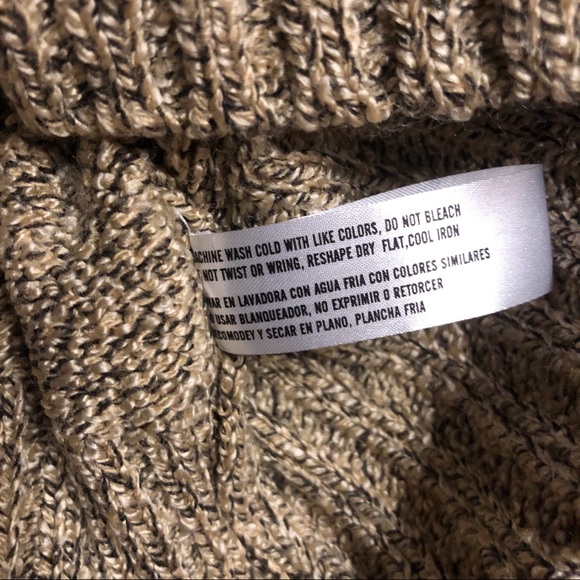 MACHINE WASH COLD WITH LIKE COLORS, DO NOT BLEACH
NOT TWIST OR WRING, RESHAPE DRY FLAT,COOL IRON
EN LAVADORA CON AGUA FRIA CON COLORES SIMILARES
USAR BLANQUEADOR, NO EXPRIMIR O RETORCER
Y SECAR EN PLANO, PLANCHA FRIA